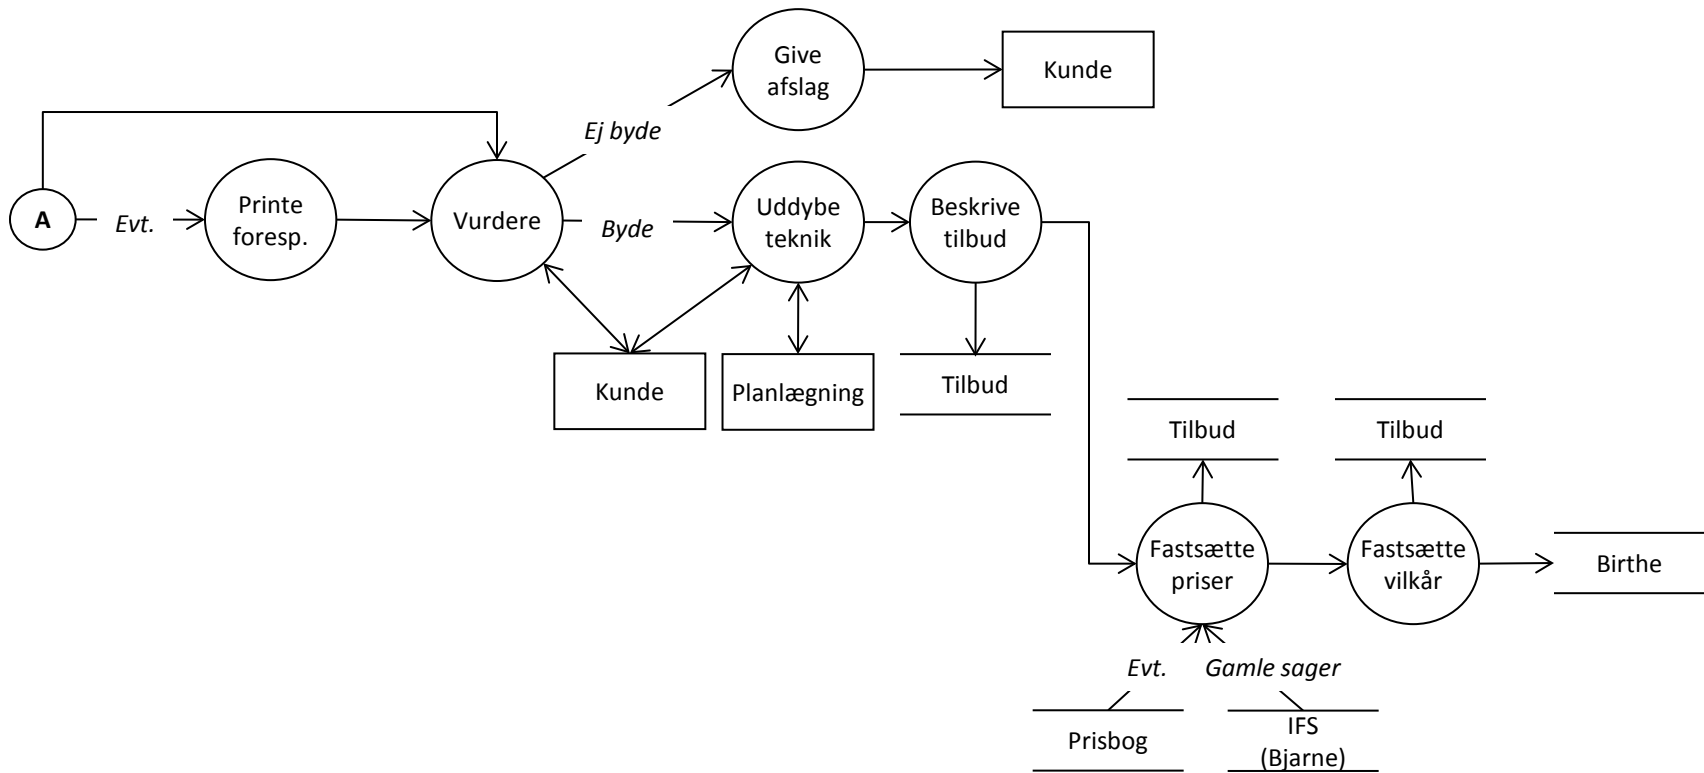 Give
afslag
Kunde
Ej byde
A
Evt.
Printe
foresp.
Vurdere
Byde
Uddybe
teknik
Beskrive
tilbud
Kunde
Planlægning
Tilbud
Tilbud
Tilbud
Fastsætte
priser
Fastsætte
vilkår
Birthe
Evt.
Gamle sager
Prisbog
IFS
(Bjarne)